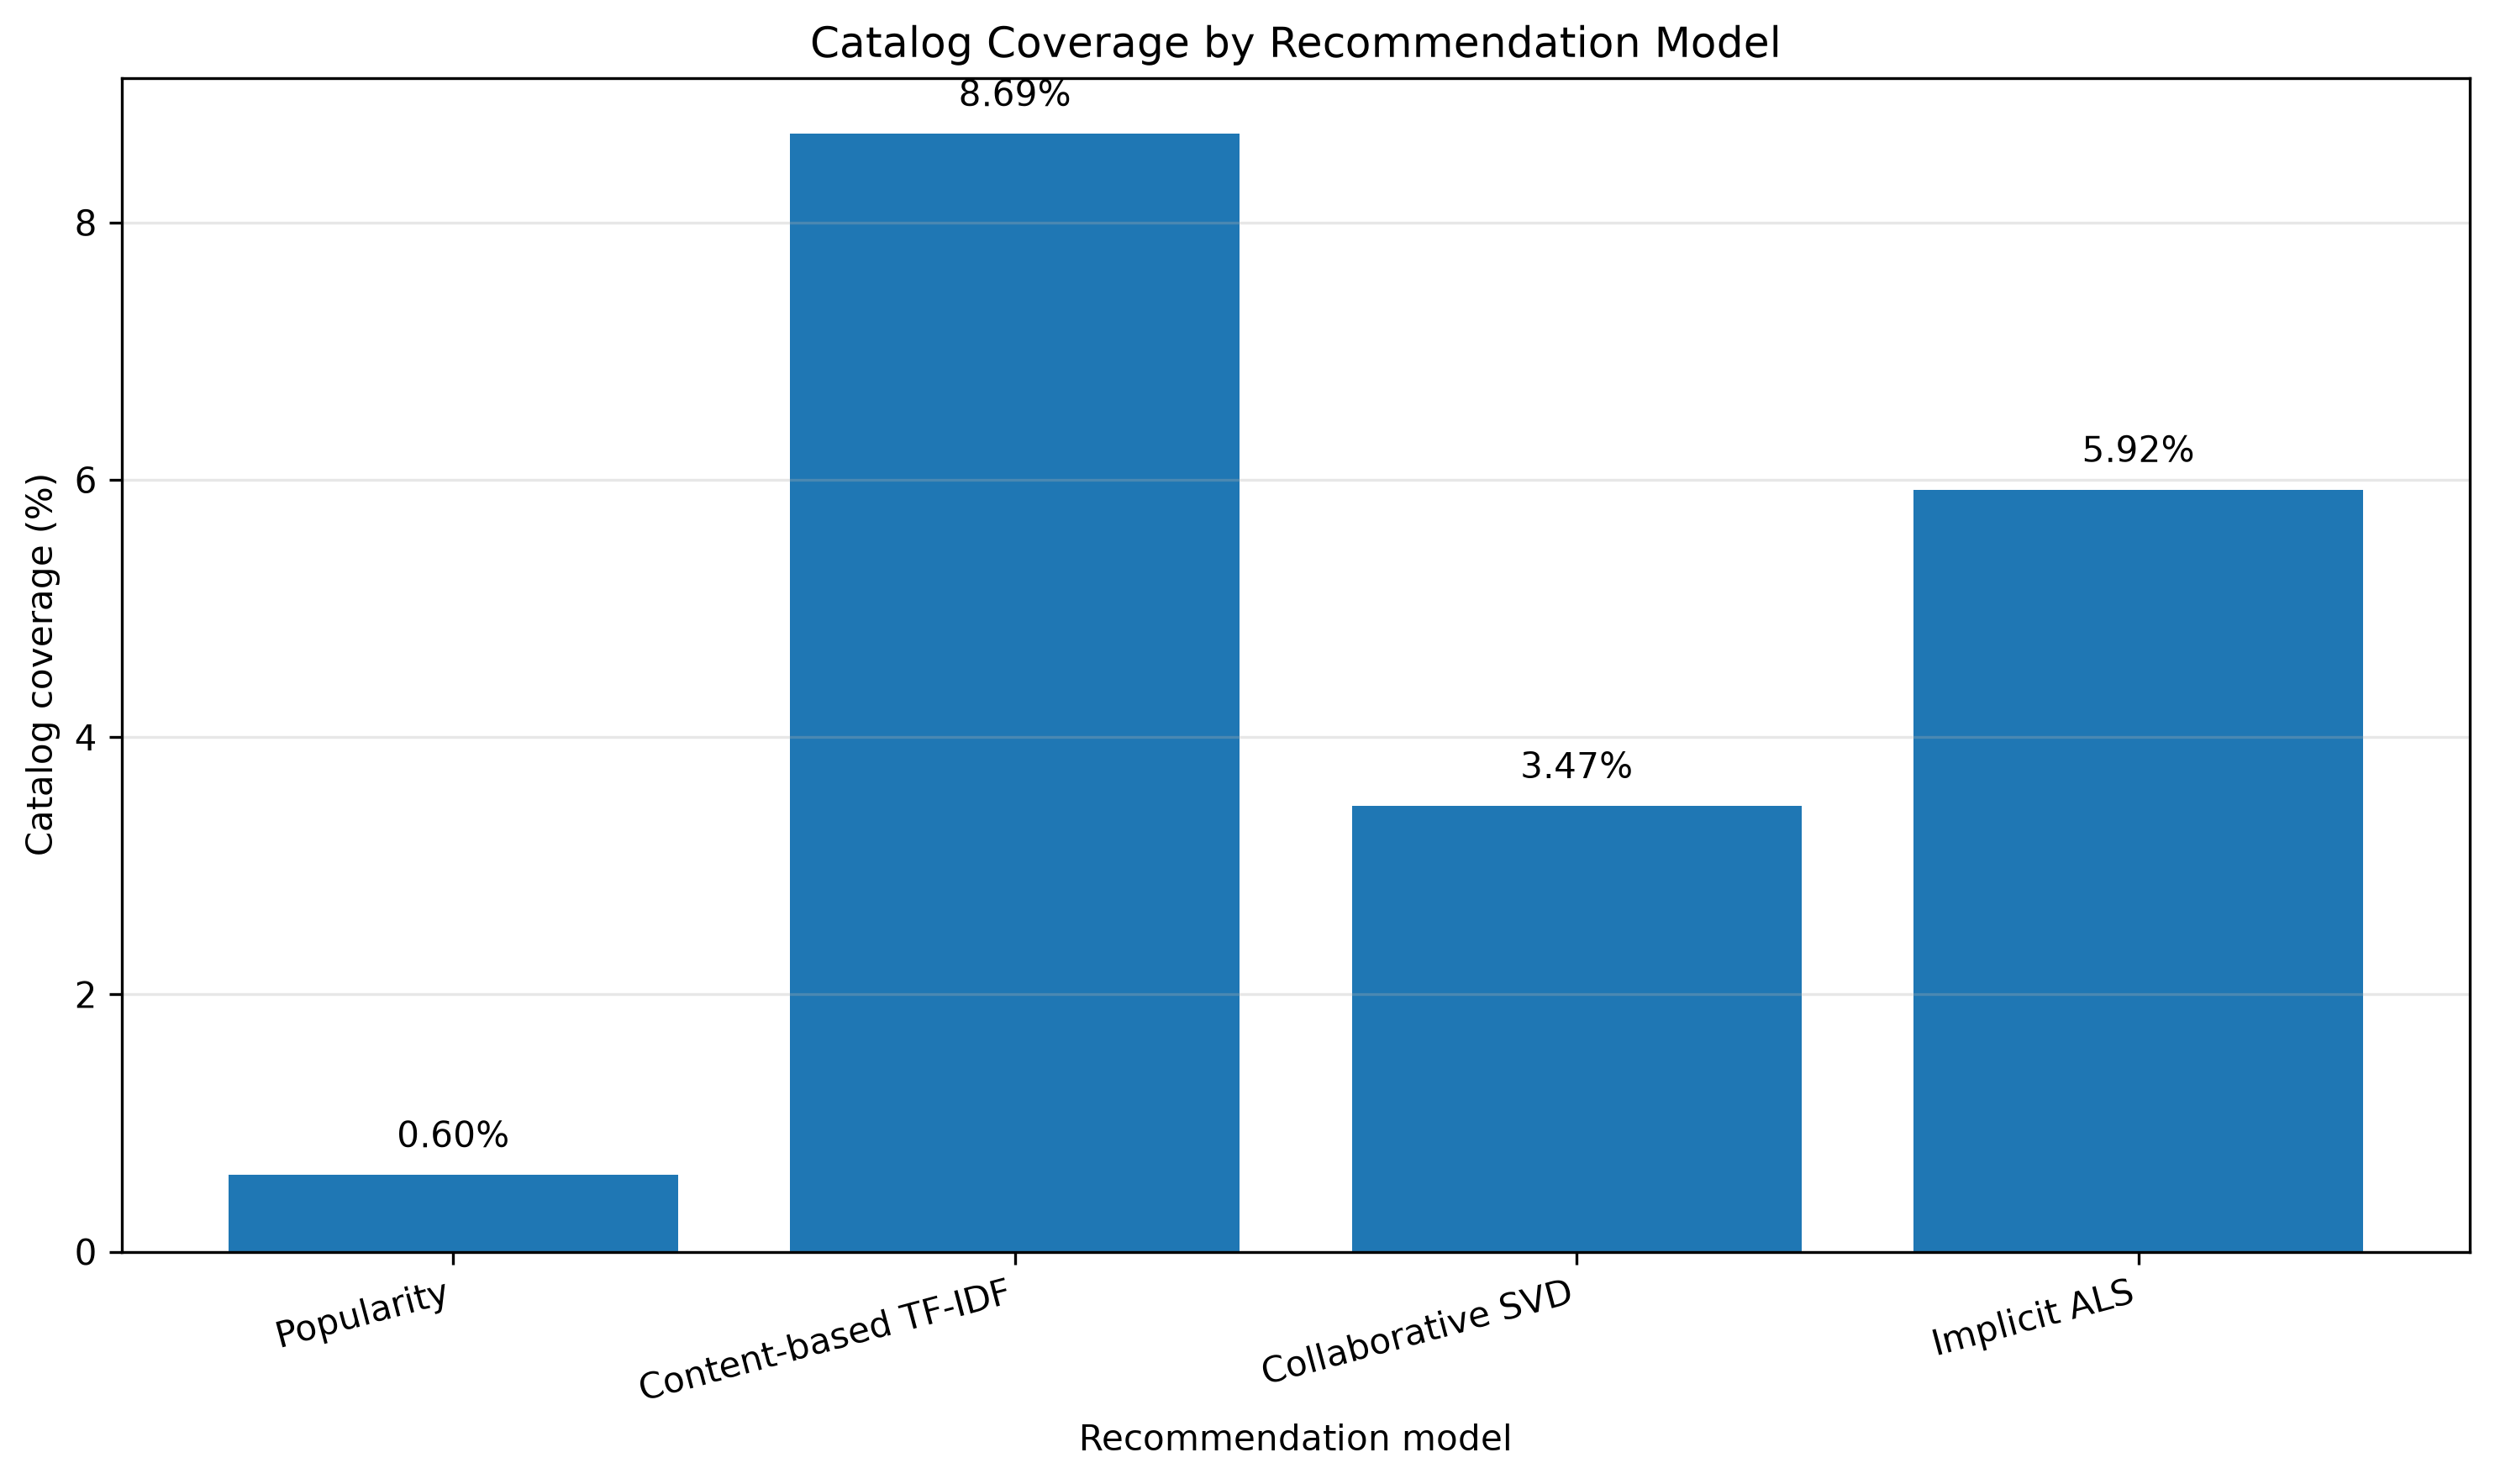 Catalog Coverage by Recommendation Model
8.69%
8
5.92%
6
Catalog coverage (%)
4
3.47%
2
0.60%
0
Popularity
Content-based TF-IDF
Collaborative SVD
Implicit ALS
Recommendation model